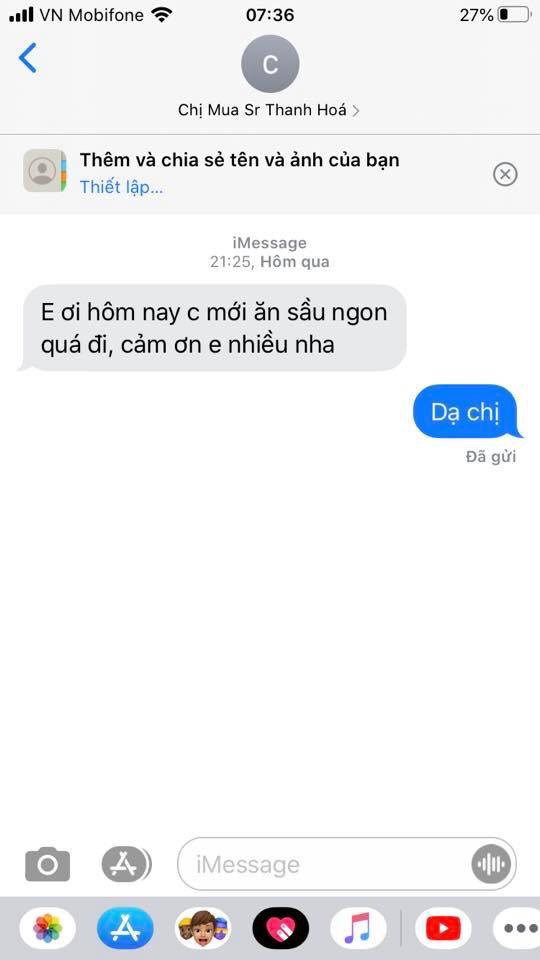 VN Mobifone 07:36 27%
C
Chị Mua Sr Thanh Hoá
Thêm và chia sẻ tên và ảnh của bạn
Thiết lập...
iMessage
21:25, Hôm qua
E ơi hôm nay c mới ăn sầu ngon
quá đi, cảm ơn e nhiều nha
Dạ chị
Đã gửi
iMessage